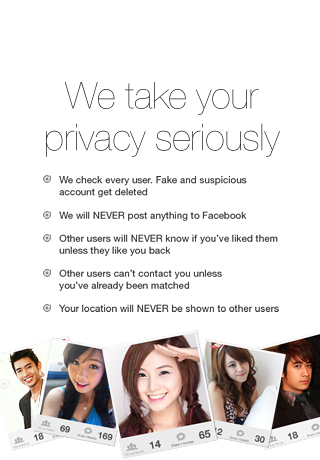 We take your
privacy seriously
We check every user. Fake and suspicious
account get deleted
We will NEVER post anything to Facebook
Other users will NEVER know if you've liked them
unless they like you back
Other users can't contact you unless
you've already been matched
Your location will NEVER be shown to other users
18
69
169
14
65
2
30
18